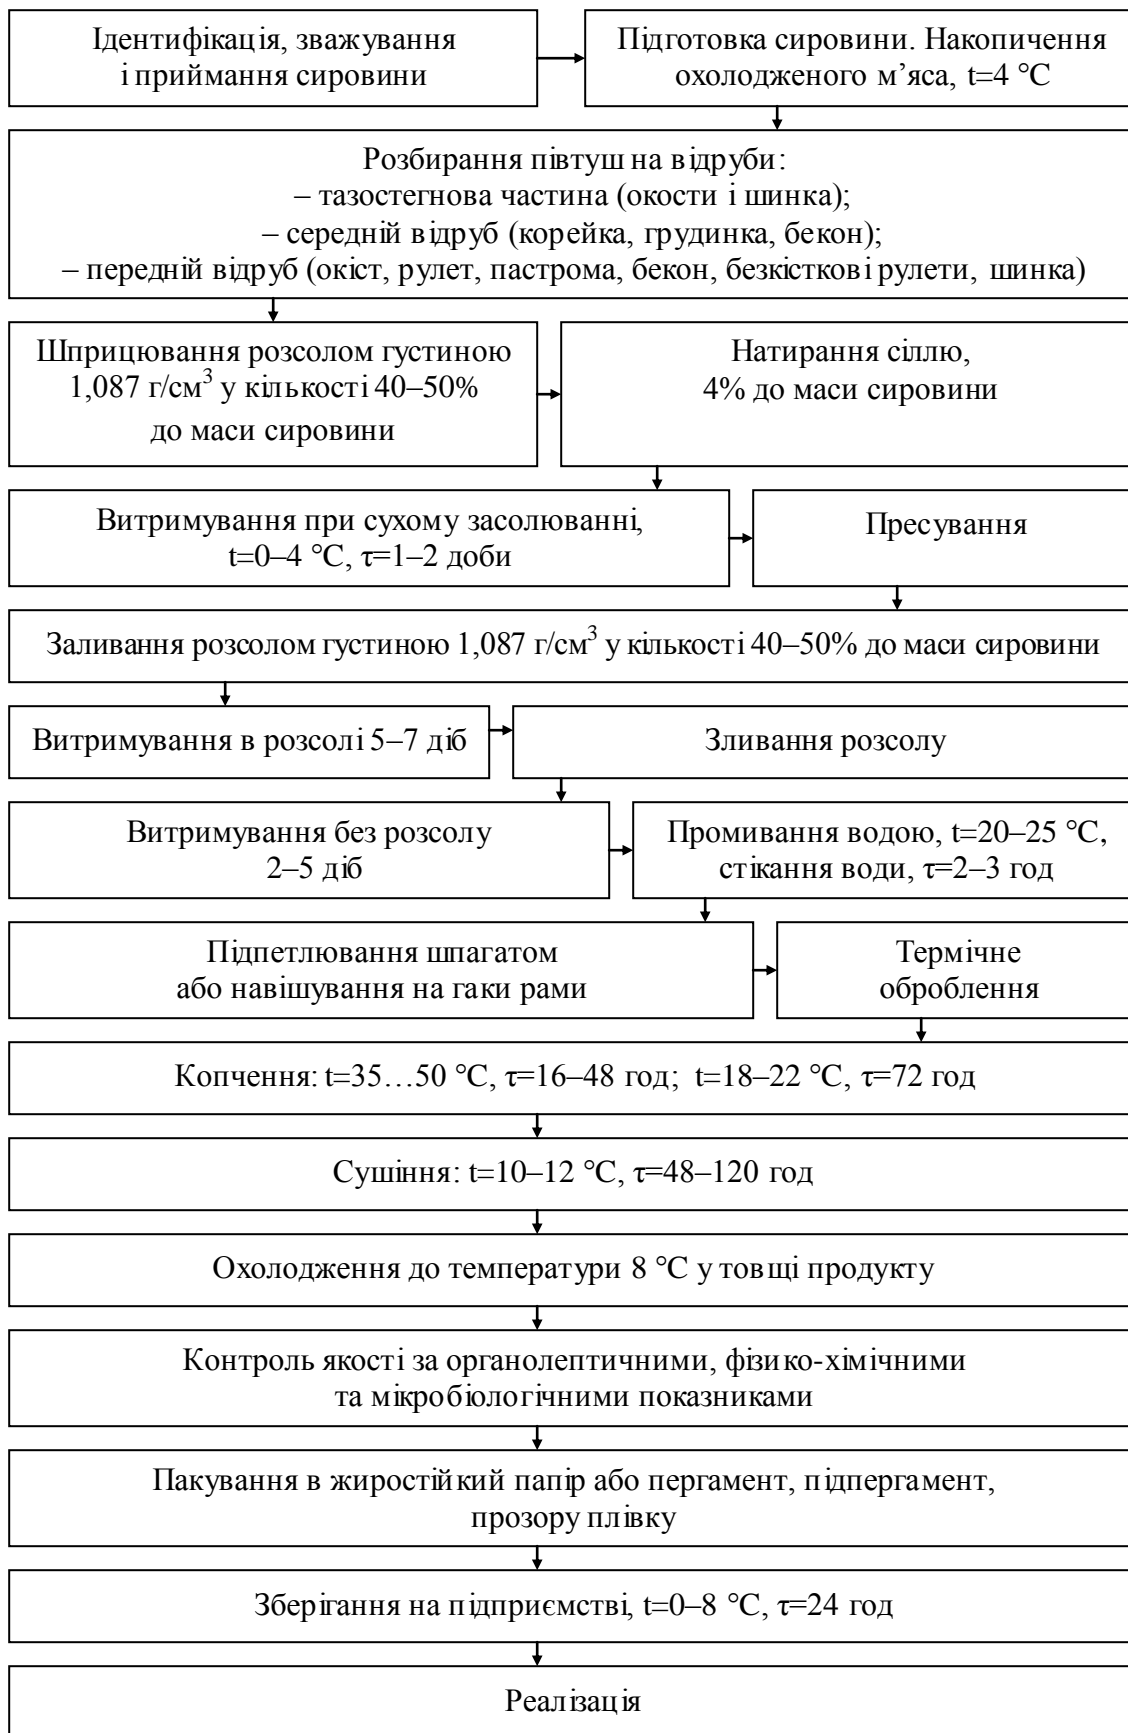 Ідентифікація, зважування
і приймання сировини
Підготовка сировини. Накопичення
охолодженого м’яса, t=4 °С
Розбирання півтуш на відруби:
– тазостегнова частина (окости і шинка);
– середній відруб (корейка, грудинка, бекон);
– передній відруб (окіст, рулет, пастрома, бекон, безкісткові рулети, шинка)
Шприцювання розсолом густиною
1,087 г/см³ у кількості 40–50%
до маси сировини
Натирання сіллю,
4% до маси сировини
Витримування при сухому засолюванні,
t=0–4 °С, τ=1–2 доби
Пресування
Заливання розсолом густиною 1,087 г/см³ у кількості 40–50% до маси сировини
Витримування в розсолі 5–7 діб
Зливання розсолу
Витримування без розсолу
2–5 діб
Промивання водою, t=20–25 °С,
стікання води, τ=2–3 год
Підпетлювання шпагатом
або навішування на гаки рами
Термічне
оброблення
Копчення: t=35…50 °С, τ=16–48 год; t=18–22 °С, τ=72 год
Сушіння: t=10–12 °С, τ=48–120 год
Охолодження до температури 8 °С у товщі продукту
Контроль якості за органолептичними, фізико-хімічними
та мікробіологічними показниками
Пакування в жиростійкий папір або пергамент, підпергамент,
прозору плівку
Зберігання на підприємстві, t=0–8 °С, τ=24 год
Реалізація